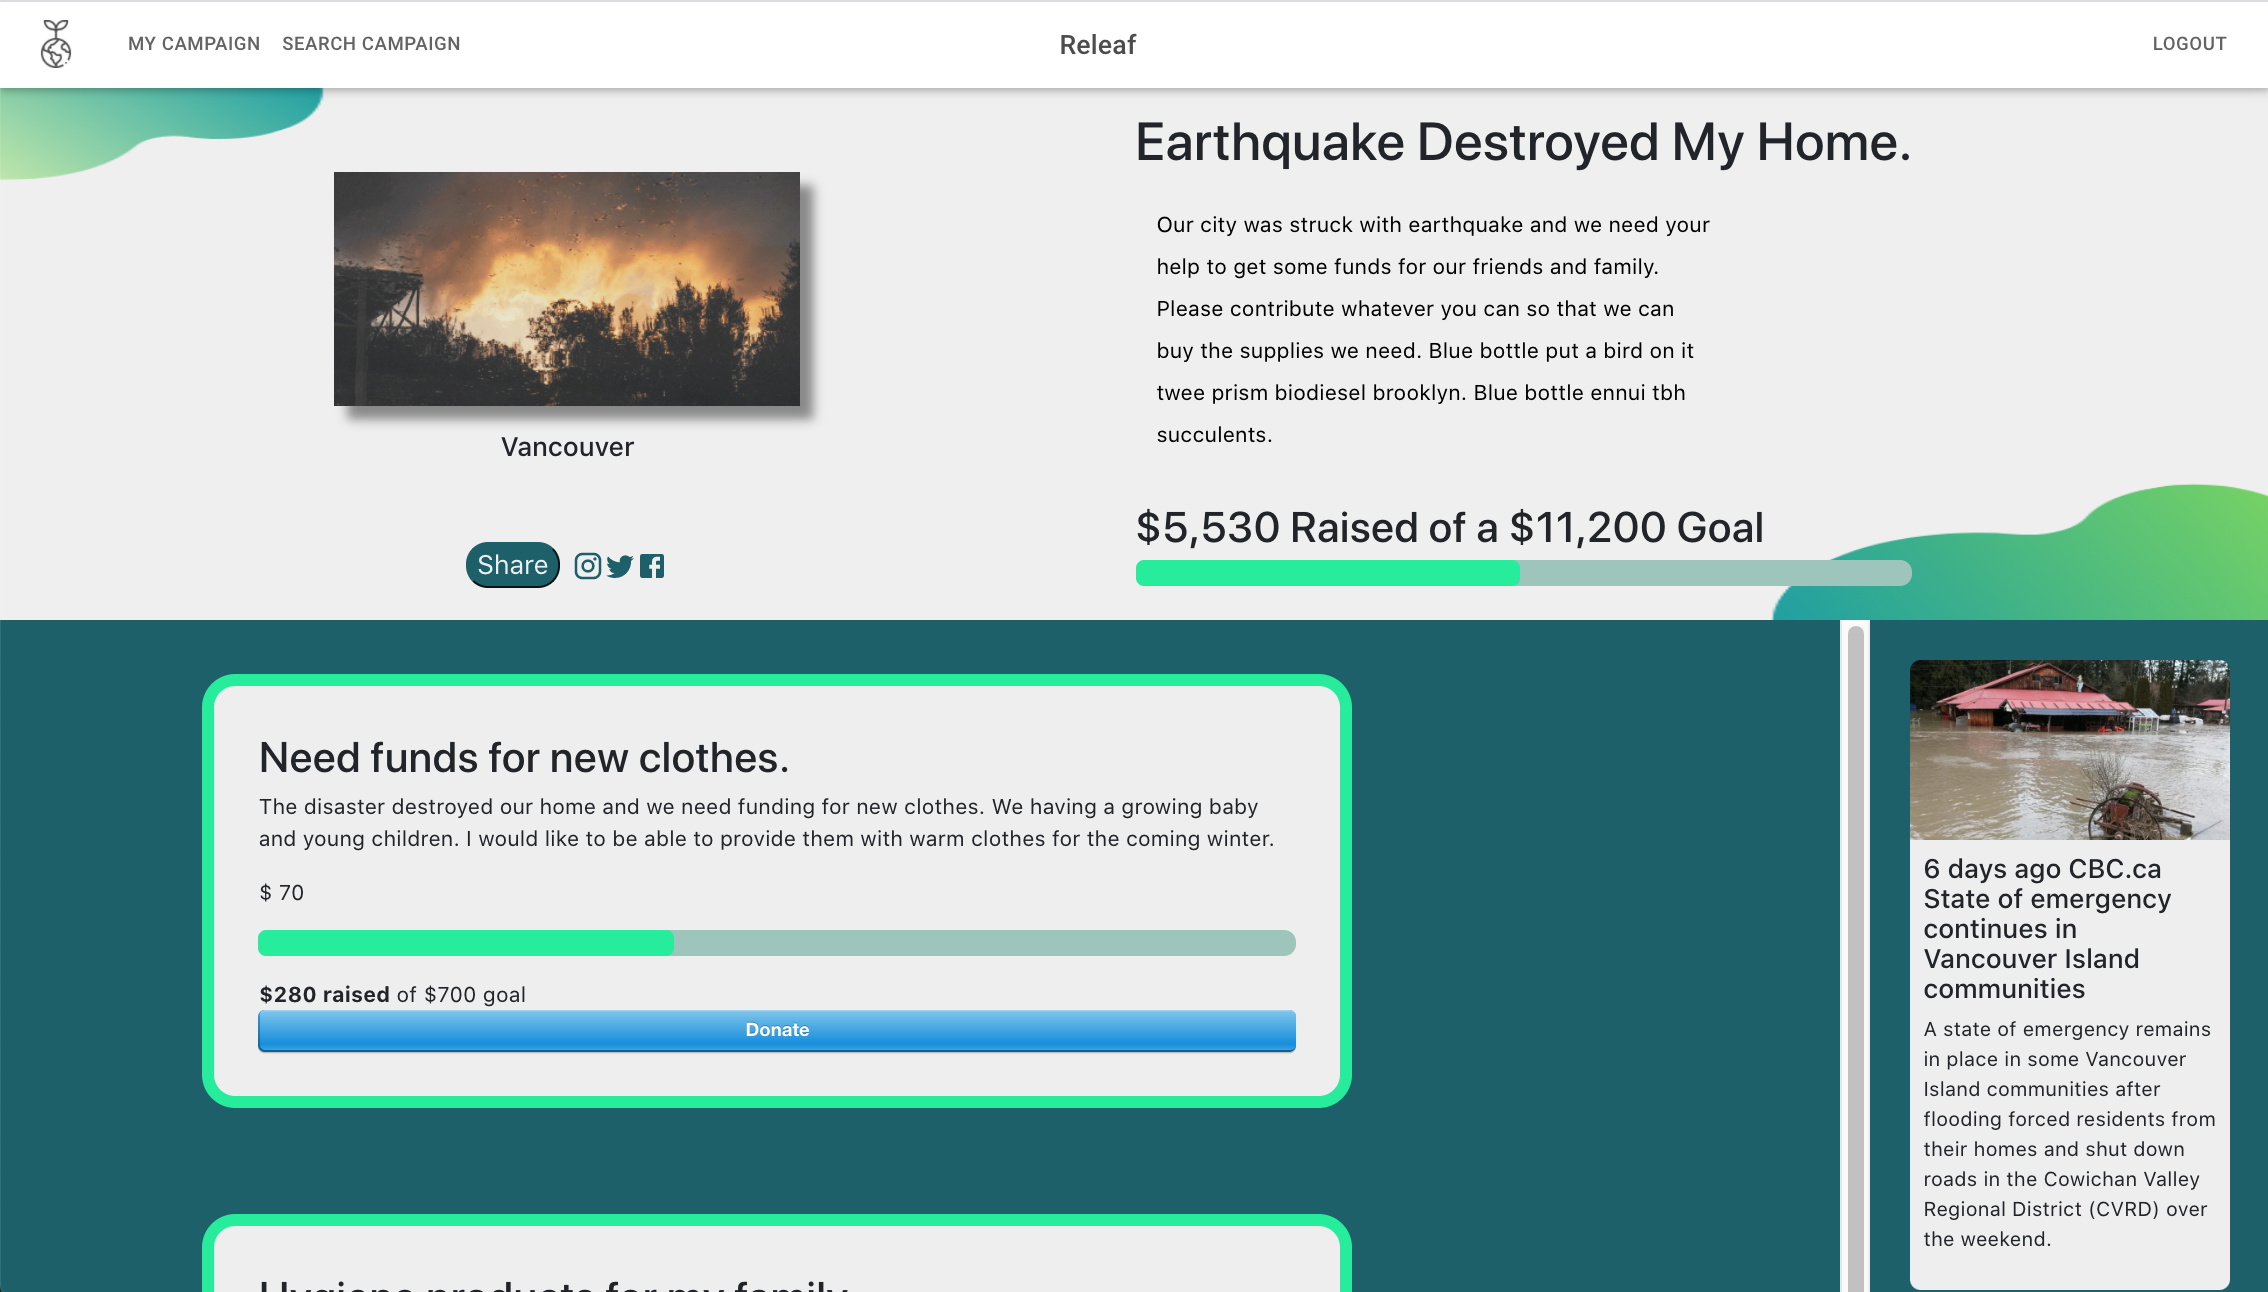 MY CAMPAIGN
SEARCH CAMPAIGN
Releaf
LOGOUT
Earthquake Destroyed My Home.
Our city was struck with earthquake and we need your
help to get some funds for our friends and family.
Please contribute whatever you can so that we can
buy the supplies we need. Blue bottle put a bird on it
twee prism biodiesel brooklyn. Blue bottle ennui tbh
succulents.
Vancouver
Share
$5,530 Raised of a $11,200 Goal
Need funds for new clothes.
The disaster destroyed our home and we need funding for new clothes. We having a growing baby
and young children. I would like to be able to provide them with warm clothes for the coming winter.
$ 70
$280 raised of $700 goal
Donate
Hygiene products for my family
6 days ago CBC.ca
State of emergency
continues in
Vancouver Island
communities
A state of emergency remains
in place in some Vancouver
Island communities after
flooding forced residents from
their homes and shut down
roads in the Cowichan Valley
Regional District (CVRD) over
the weekend.